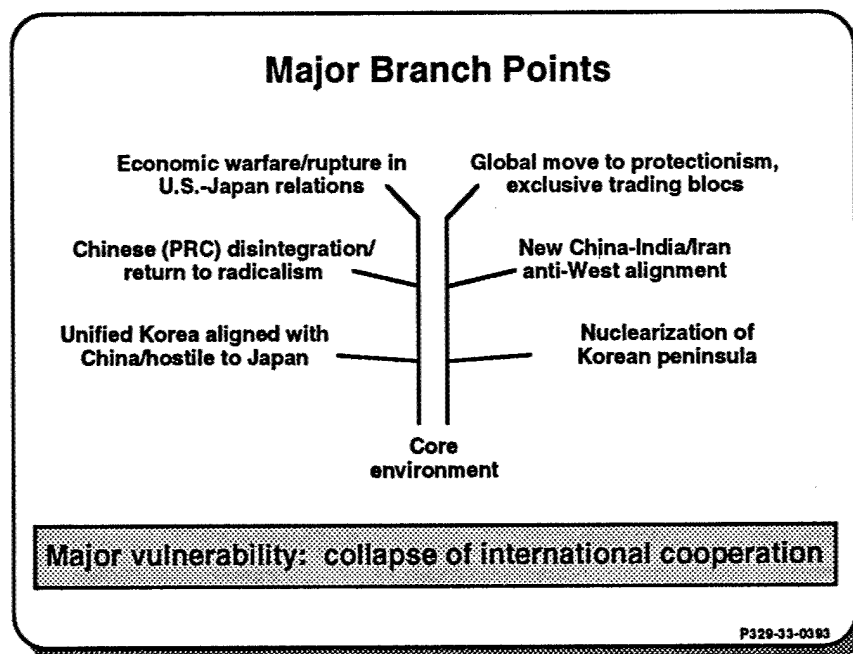 Major Branch Points
Economic warfare/rupture in
U.S.-Japan relations
Global move to protectionism,
exclusive trading blocs
Chinese (PRC) disintegration/
return to radicalism
New China-India/Iran
anti-West alignment
Unified Korea aligned with
China/hostile to Japan
Nuclearization of
Korean peninsula
Core
environment
Major vulnerability: collapse of international cooperation
P329-33-0393